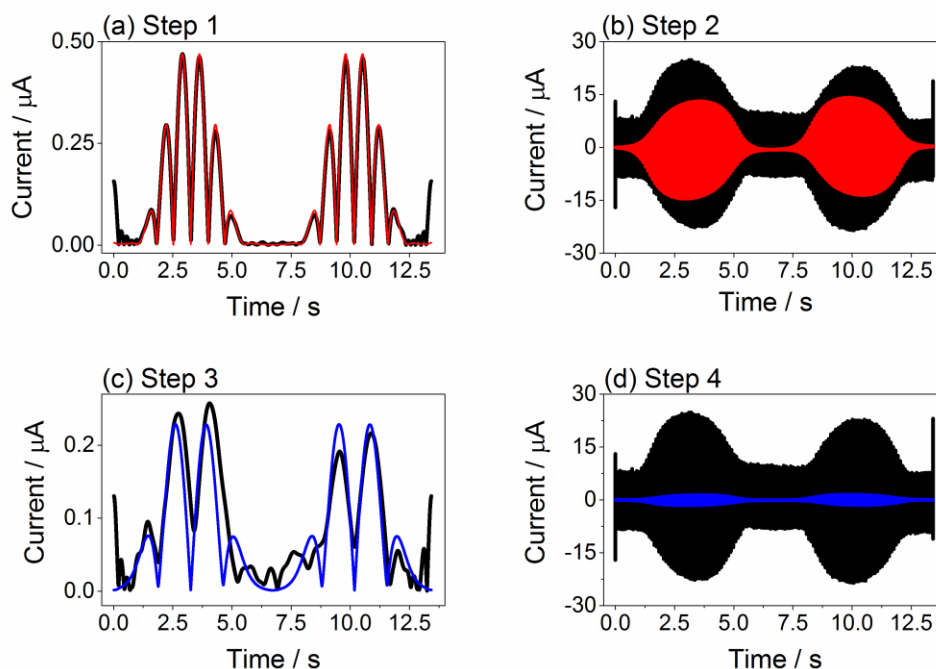 (a) Step 1
0.50
0.25
0.00
Current / μA
0.0 2.5 5.0 7.5 10.0 12.5
Time / s
(b) Step 2
30
15
0
-15
-30
Current / μA
0.0 2.5 5.0 7.5 10.0 12.5
Time / s
(c) Step 3
0.2
0.1
0.0
Current / μA
0.0 2.5 5.0 7.5 10.0 12.5
Time / s
(d) Step 4
30
15
0
-15
-30
Current / μA
0.0 2.5 5.0 7.5 10.0 12.5
Time / s